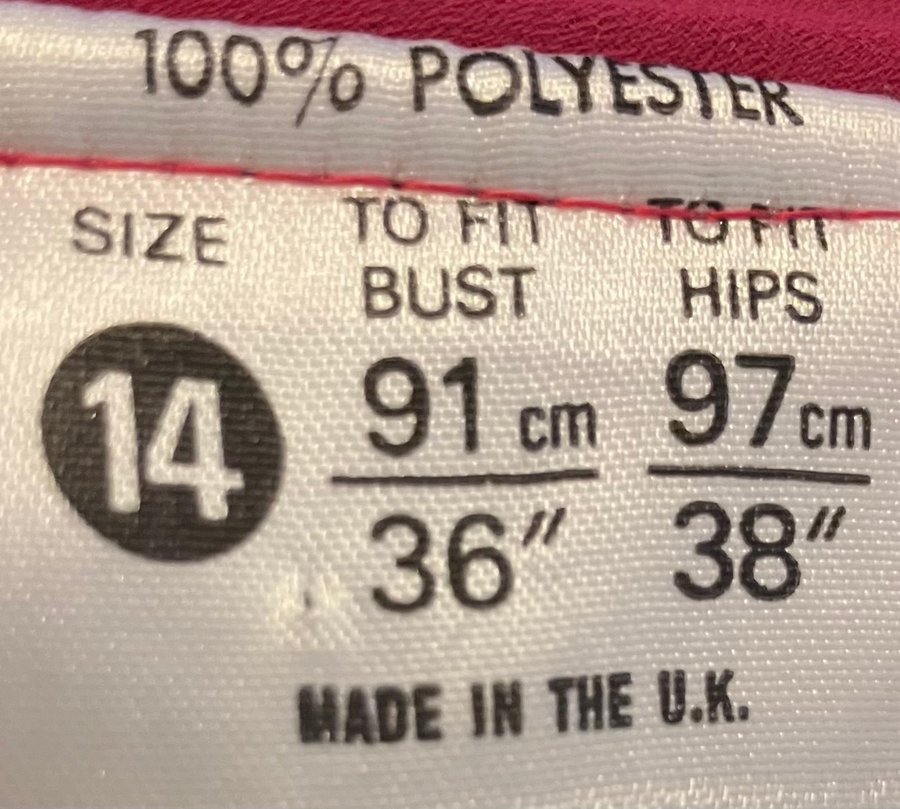 100% POLYESTER
SIZE TO FIT BUST TO FIT HIPS
14 91 cm 97 cm
36" 38"
MADE IN THE U.K.